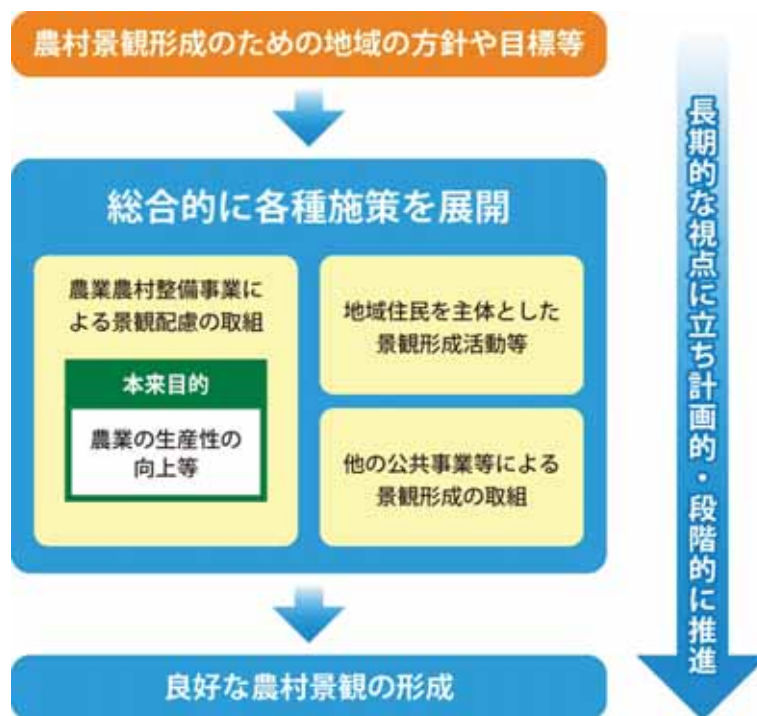 農村景観形成のための地域の方針や目標等
総合的に各種施策を展開
農業農村整備事業に
よる景観配慮の取組
本来目的
農業の生産性の
向上等
地域住民を主体とした
景観形成活動等
他の公共事業等による
景観形成の取組
良好な農村景観の形成
長期的な視点に立ち計画的・段階的に推進